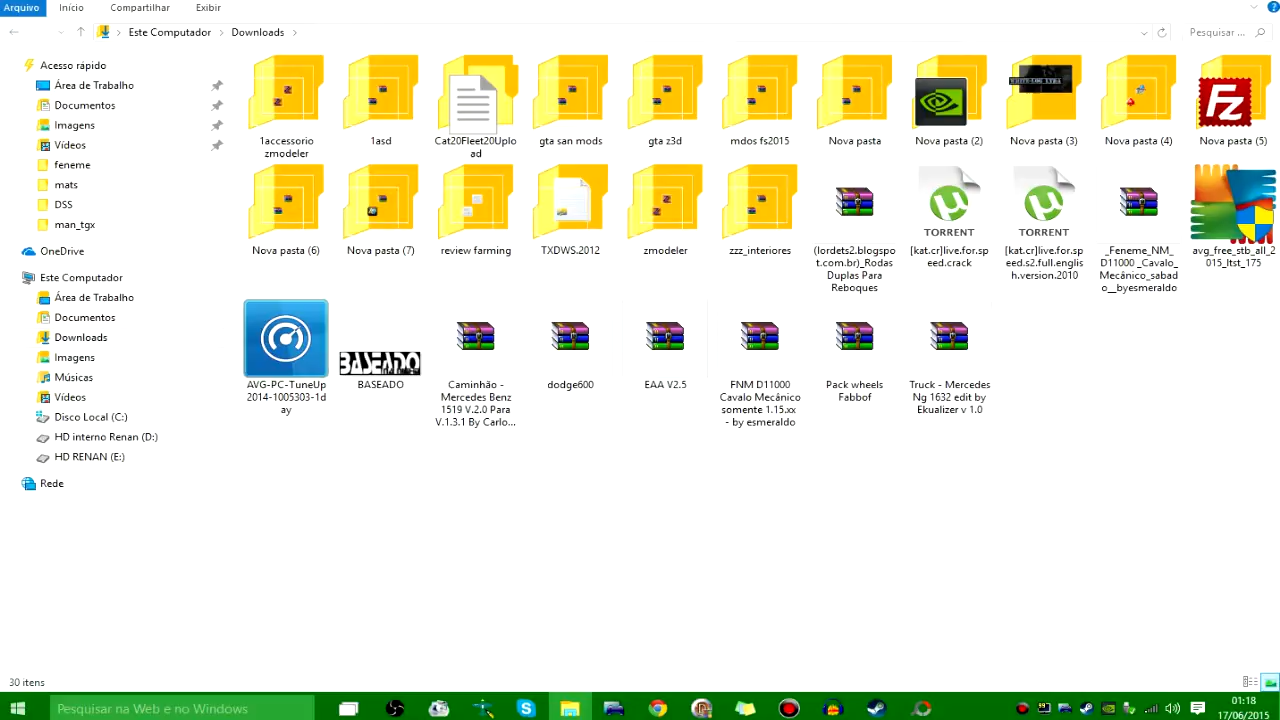 Arquivo Início Compartilhar Exibir
Este Computador Downloads Pesquisar ...
Acesso rápido
Área de Trabalho
Documentos
Imagens
Vídeos
feneme
mats
DSS
man_tgx
OneDrive
Este Computador
Área de Trabalho
Documentos
Downloads
Imagens
Músicas
Vídeos
Disco Local (C:)
HD interno Renan (D:)
HD RENAN (E:)
Rede
1accessorio
zmodeler
1asd
Cat20Fleet20Uplo
ad
gta san mods
gta z3d
mdos fs2015
Nova pasta
Nova pasta (2)
Nova pasta (3)
Nova pasta (4)
Fz
Nova pasta (5)
Nova pasta (6)
Nova pasta (7)
review farming
TXDWS.2012
zmodeler
zzz_interiores
(lordets2.blogspo
t.com.br)_Rodas
Duplas Para
Reboques
TORRENT
[kat.cr]live.for.sp
eed.crack
TORRENT
[kat.cr]live.for.sp
eed.s2.full.englis
h.version.2010
_Feneme_NM_
D11000 _Cavalo_
Mecânico_sabad
o__byesmeraldo
avg_free_stb_all_2
015_ltst_175
AVG-PC-TuneUp
2014-1005303-1d
ay
BASEADO
BASEADO
Caminhão -
Mercedes Benz
1519 V.2.0 Para
V.1.3.1 By Carlo...
dodge600
EAA V2.5
FNM D11000
Cavalo Mecânico
somente 1.15.xx
- by esmeraldo
Pack wheels
Fabbof
Truck - Mercedes
Ng 1632 edit by
Ekualizer v 1.0
30 itens
Pesquisar na Web e no Windows
01:18
17/06/2015